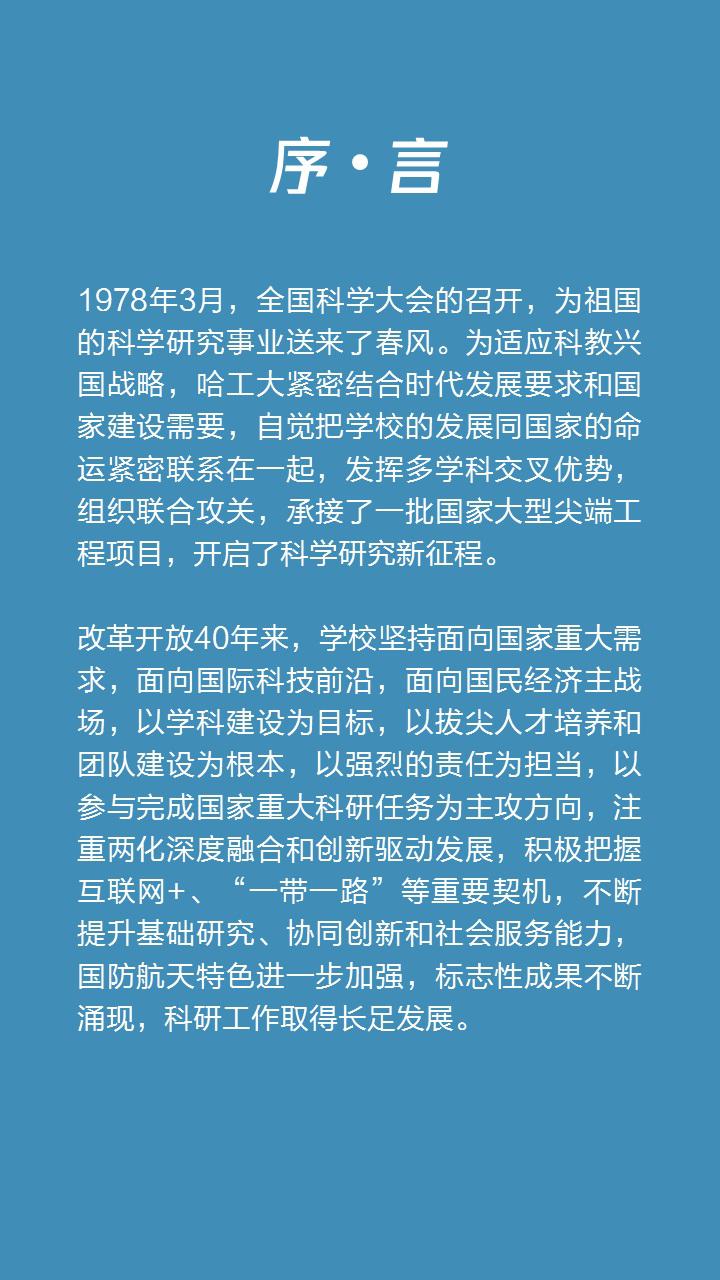 序·言
1978年3月，全国科学大会的召开，为祖国
的科学研究事业送来了春风。为适应科教兴
国战略，哈工大紧密结合时代发展要求和国
家建设需要，自觉把学校的发展同国家的命
运紧密联系在一起，发挥多学科交叉优势，
组织联合攻关，承接了一批国家大型尖端工
程项目，开启了科学研究新征程。
改革开放40年来，学校坚持面向国家重大需
求，面向国际科技前沿，面向国民经济主战
场，以学科建设为目标，以拔尖人才培养和
团队建设为根本，以强烈的责任为担当，以
参与完成国家重大科研任务为主攻方向，注
重两化深度融合和创新驱动发展，积极把握
互联网+、“一带一路”等重要契机，不断
提升基础研究、协同创新和社会服务能力，
国防航天特色进一步加强，标志性成果不断
涌现，科研工作取得长足发展。